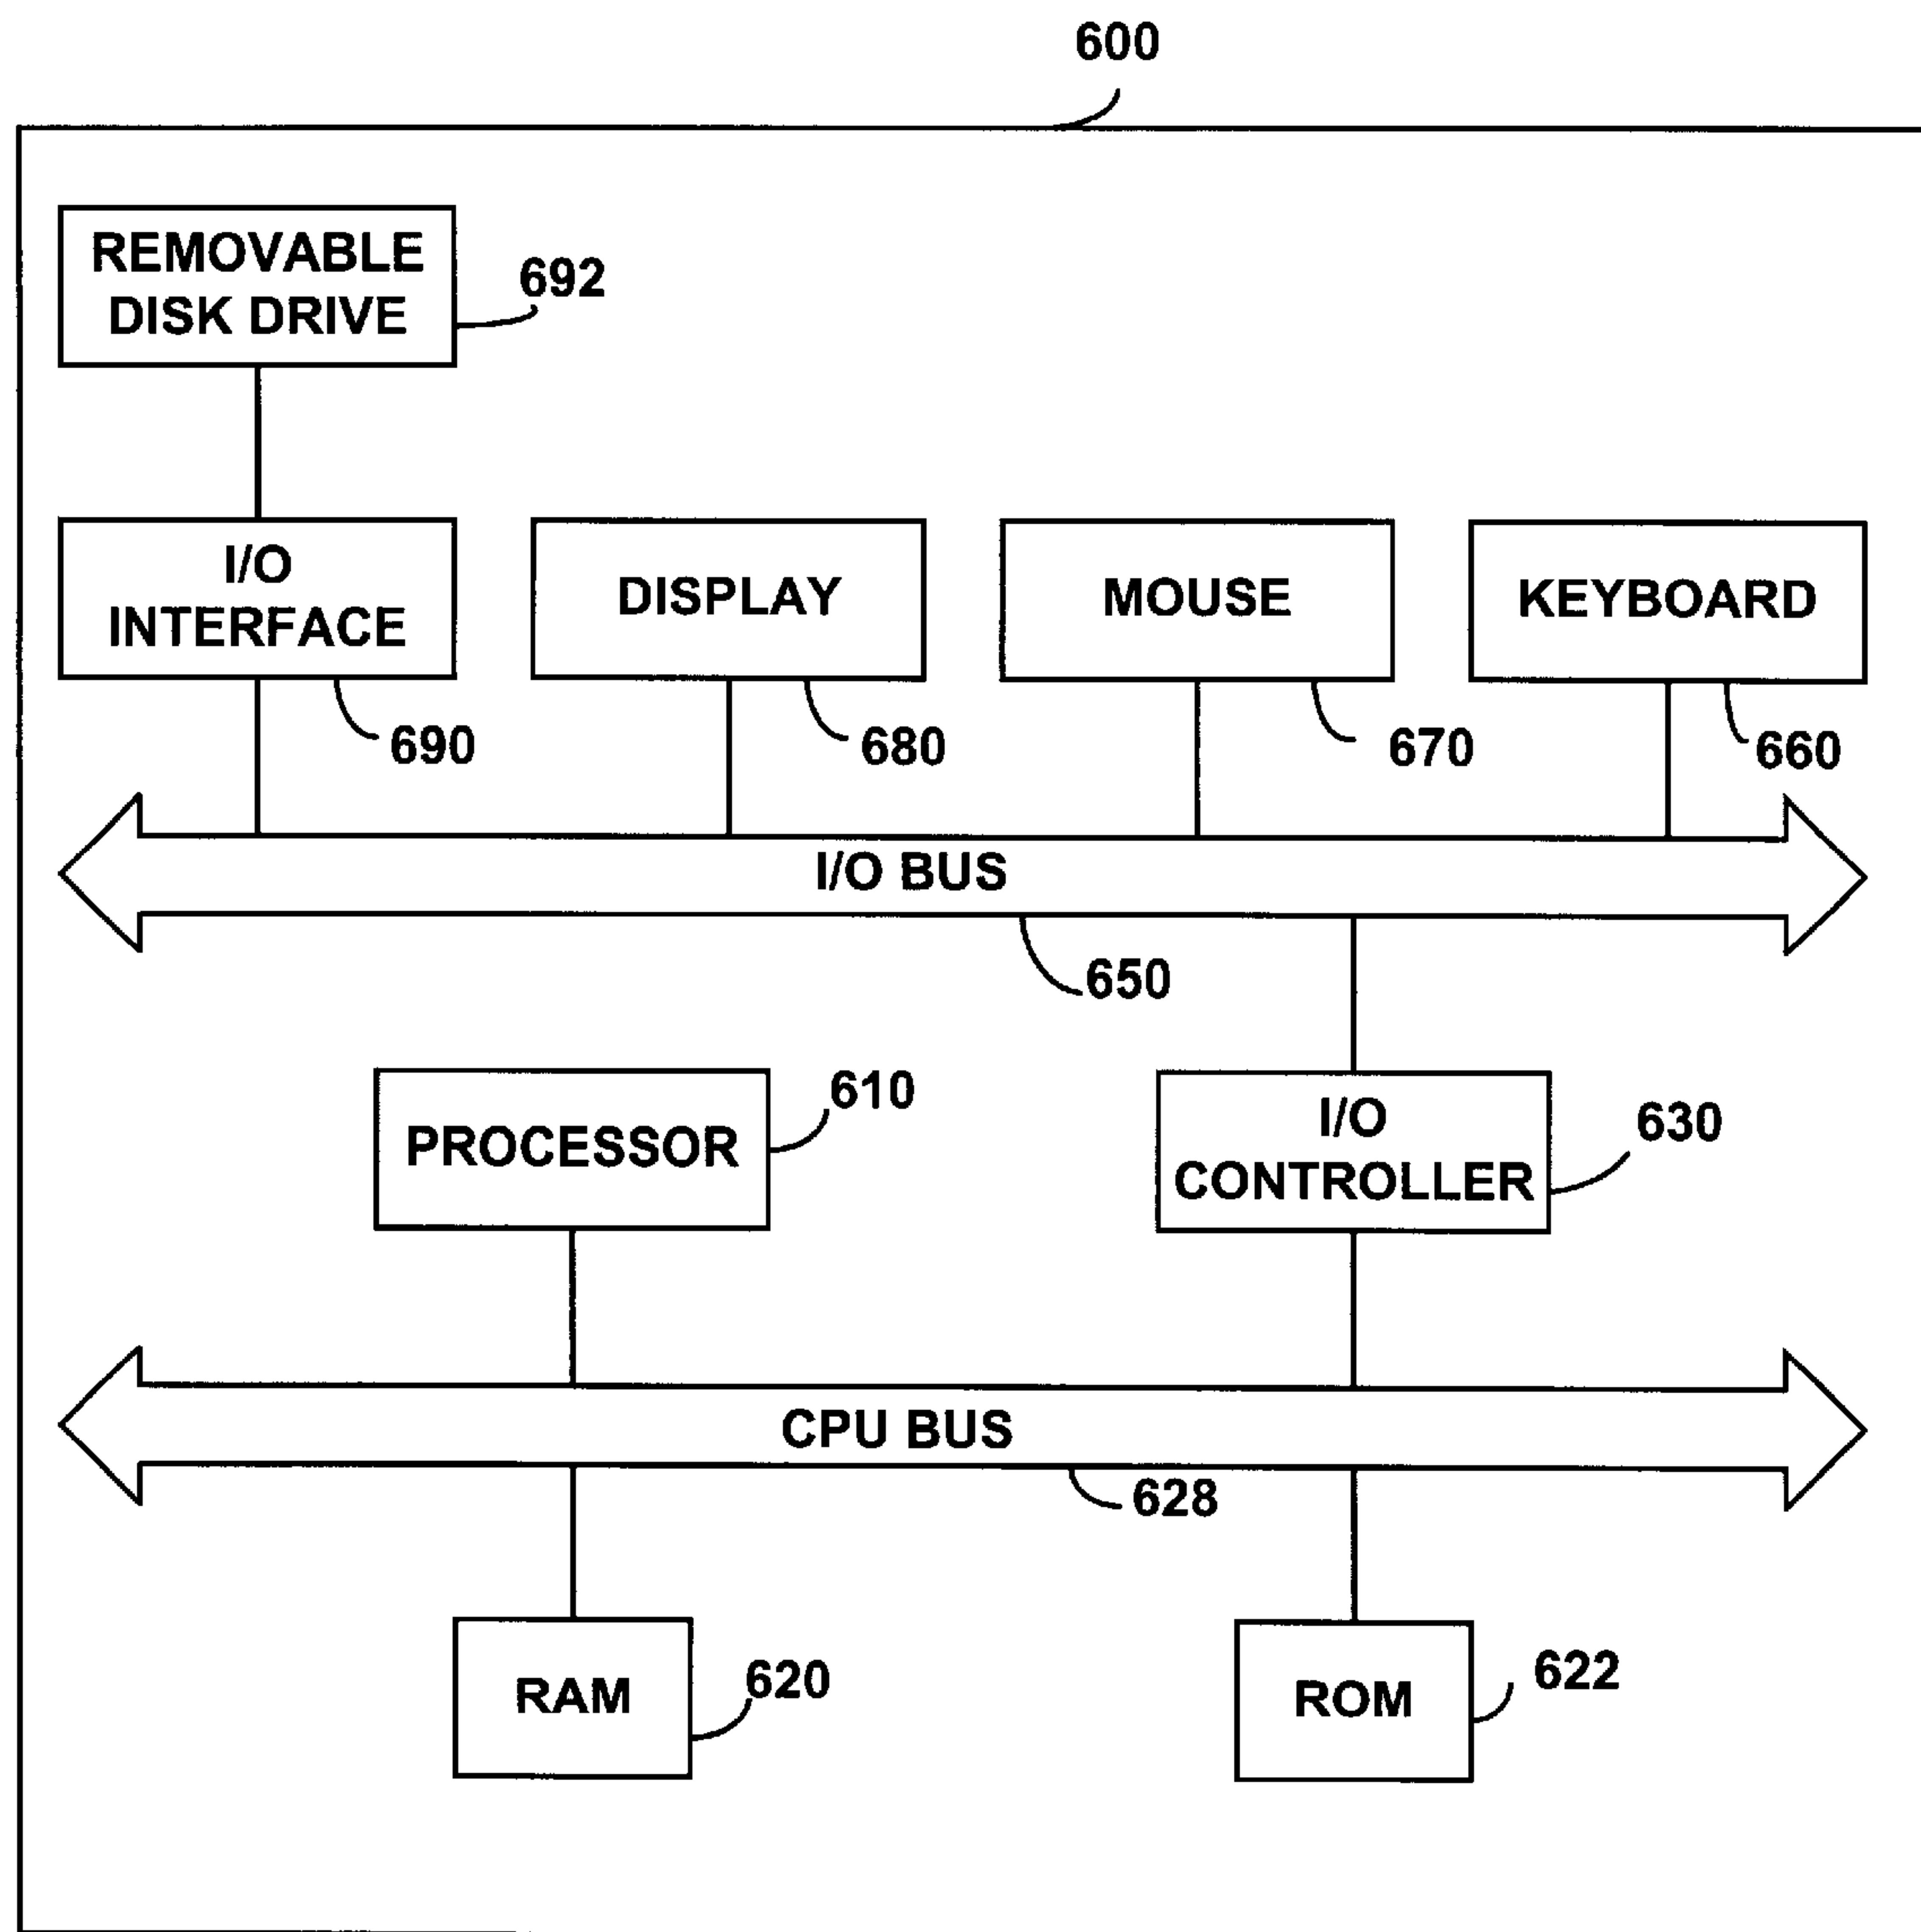 600
REMOVABLE
DISK DRIVE
692
I/O
INTERFACE
DISPLAY
MOUSE
KEYBOARD
690
680
670
660
I/O BUS
650
PROCESSOR
610
I/O
CONTROLLER
630
CPU BUS
628
RAM
620
ROM
622